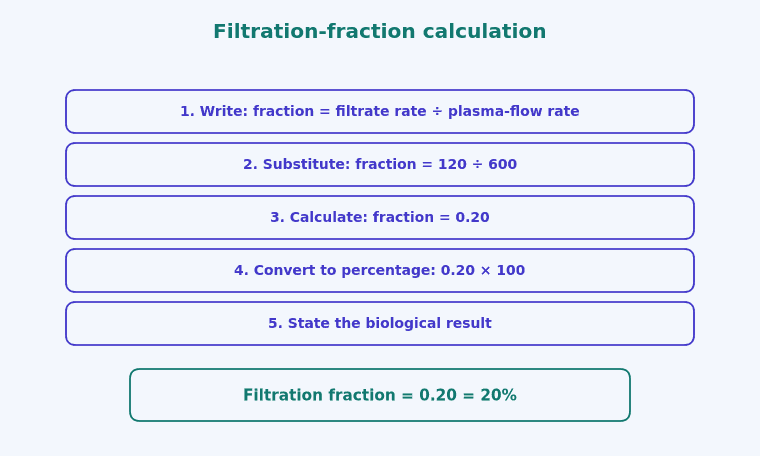 Filtration-fraction calculation
1. Write: fraction = filtrate rate ÷ plasma-flow rate
2. Substitute: fraction = 120 ÷ 600
3. Calculate: fraction = 0.20
4. Convert to percentage: 0.20 × 100
5. State the biological result
Filtration fraction = 0.20 = 20%